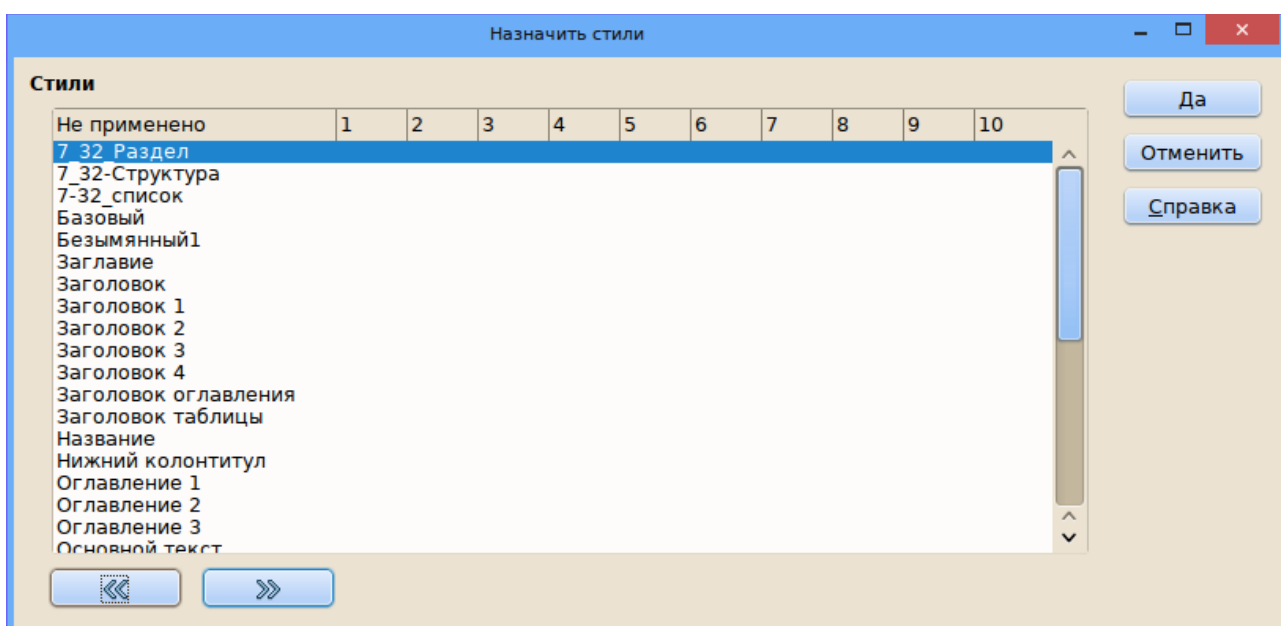 Назначить стили
Стили
Не применено 1 2 3 4 5 6 7 8 9 10
7_32_Раздел
7_32-Структура
7-32_список
Базовый
Безымянный1
Заглавие
Заголовок
Заголовок 1
Заголовок 2
Заголовок 3
Заголовок 4
Заголовок оглавления
Заголовок таблицы
Название
Нижний колонтитул
Оглавление 1
Оглавление 2
Оглавление 3
Основной текст
Да
Отменить
Справка